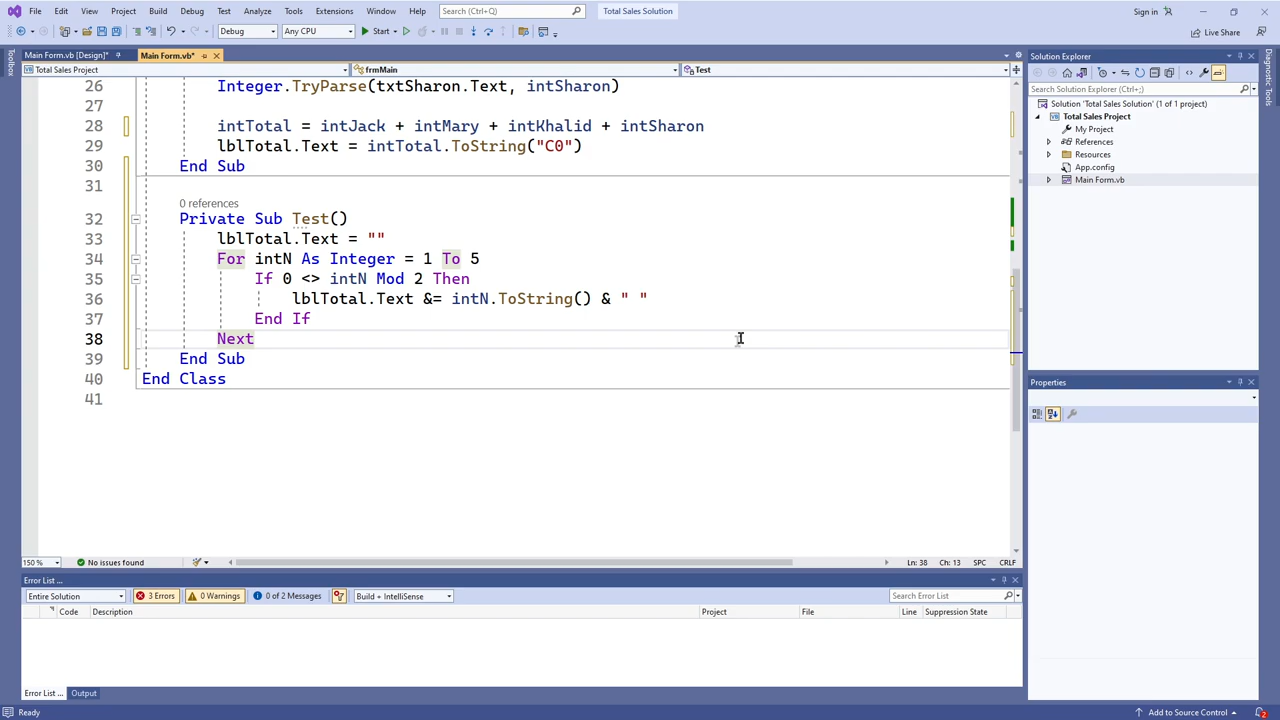 File Edit View Project Build Debug Test Analyze Tools Extensions Window Help Search (Ctrl+Q) Total Sales Solution Sign in
Debug Any CPU Start Live Share
Toolbox
Main Form.vb [Design]* Main Form.vb*
Total Sales Project frmMain Test
26 Integer.TryParse(txtSharon.Text, intSharon)
27
28 intTotal = intJack + intMary + intKhalid + intSharon
29 lblTotal.Text = intTotal.ToString("C0")
30 End Sub
31
0 references
32 Private Sub Test()
33 lblTotal.Text = ""
34 For intN As Integer = 1 To 5
35 If 0 <> intN Mod 2 Then
36 lblTotal.Text &= intN.ToString() & " "
37 End If
38 Next
39 End Sub
40 End Class
41
150 % No issues found Ln: 38 Ch: 13 SPC CRLF
Error List ...
Entire Solution 3 Errors 0 Warnings 0 of 2 Messages Build + IntelliSense Search Error List
Code Description Project File Line Suppression State
Error List ... Output
Ready Add to Source Control 2
Solution Explorer
Search Solution Explorer (Ctrl+;)
Solution 'Total Sales Solution' (1 of 1 project)
Total Sales Project
My Project
References
Resources
App.config
Main Form.vb
Properties
Diagnostic Tools